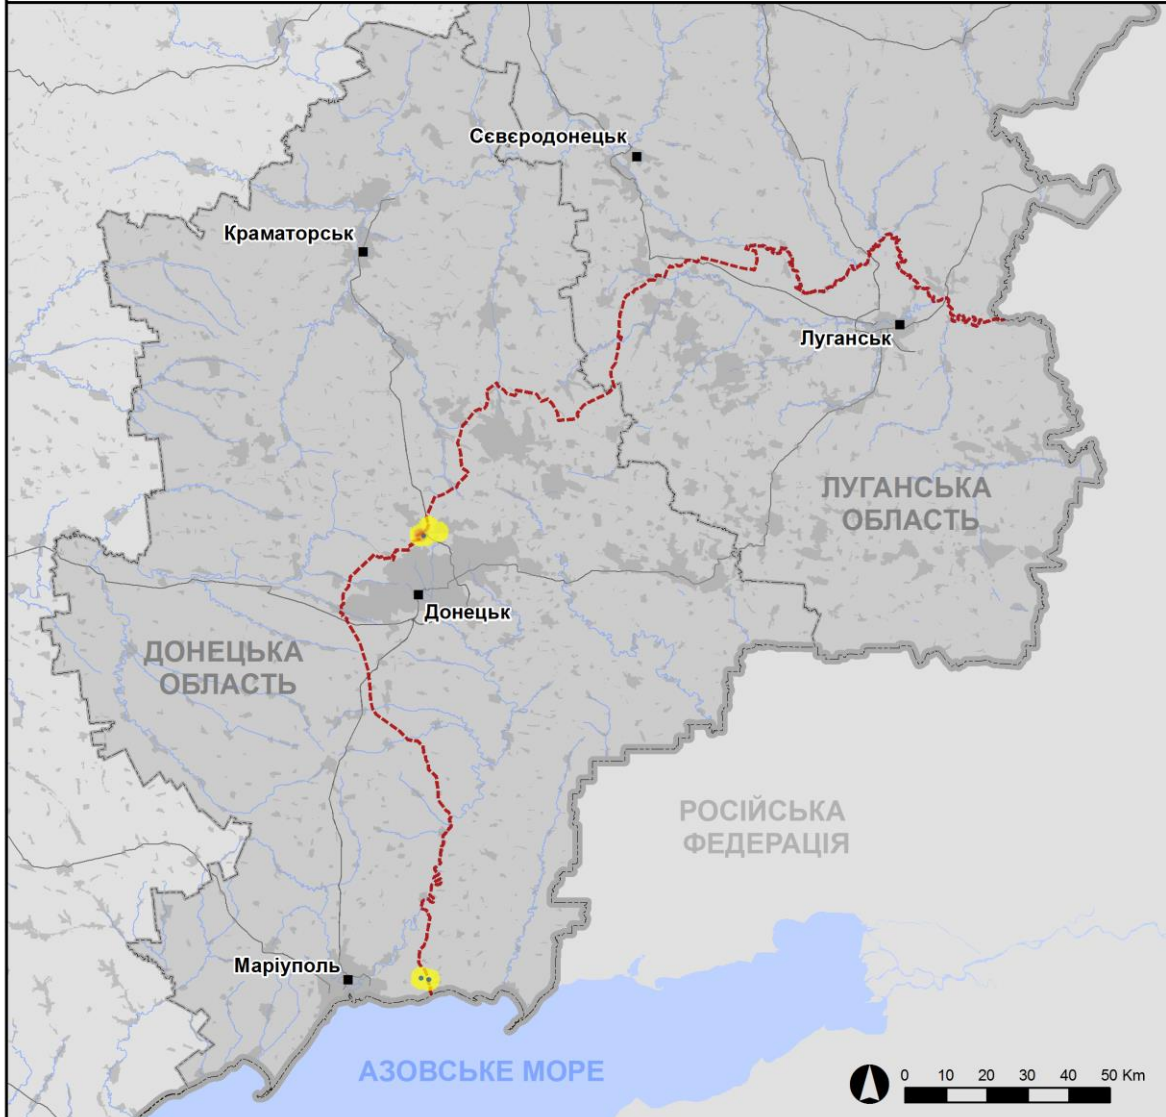 Сєвєродонецьк
Краматорськ
Луганськ
ЛУГАНСЬКА
ОБЛАСТЬ
Донецьк
ДОНЕЦЬКА
ОБЛАСТЬ
РОСІЙСЬКА
ФЕДЕРАЦІЯ
Маріуполь
АЗОВСЬКЕ МОРЕ
0 10 20 30 40 50 Km